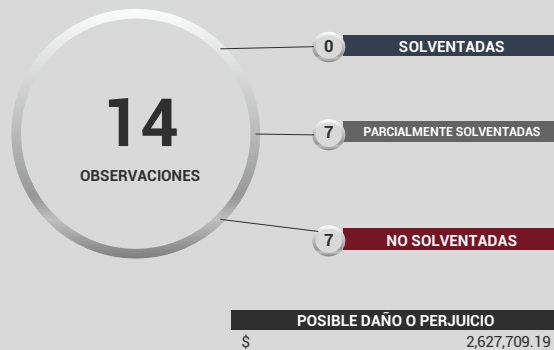 14
OBSERVACIONES
0 SOLVENTADAS
7 PARCIALMENTE SOLVENTADAS
7 NO SOLVENTADAS
POSIBLE DAÑO O PERJUICIO
$ 2,627,709.19